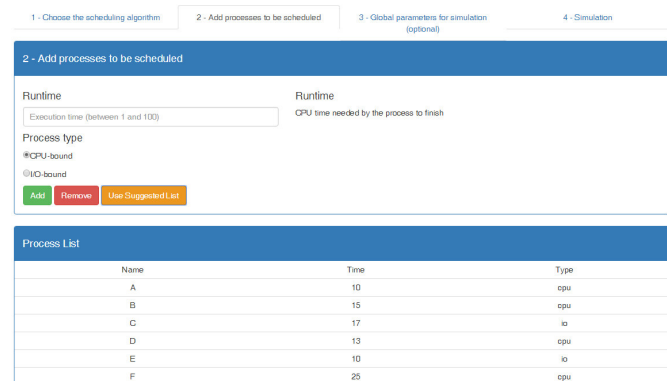 1 - Choose the scheduling algorithm 2 - Add processes to be scheduled 3 - Global parameters for simulation (optional) 4 - Simulation
2 - Add processes to be scheduled
Runtime Runtime
Execution time (between 1 and 100) CPU time needed by the process to finish
Process type
CPU-bound
I/O-bound
Add Remove Use Suggested List
Process List
Name Time Type
A 10 cpu
B 15 cpu
C 17 io
D 13 cpu
E 10 io
F 25 cpu